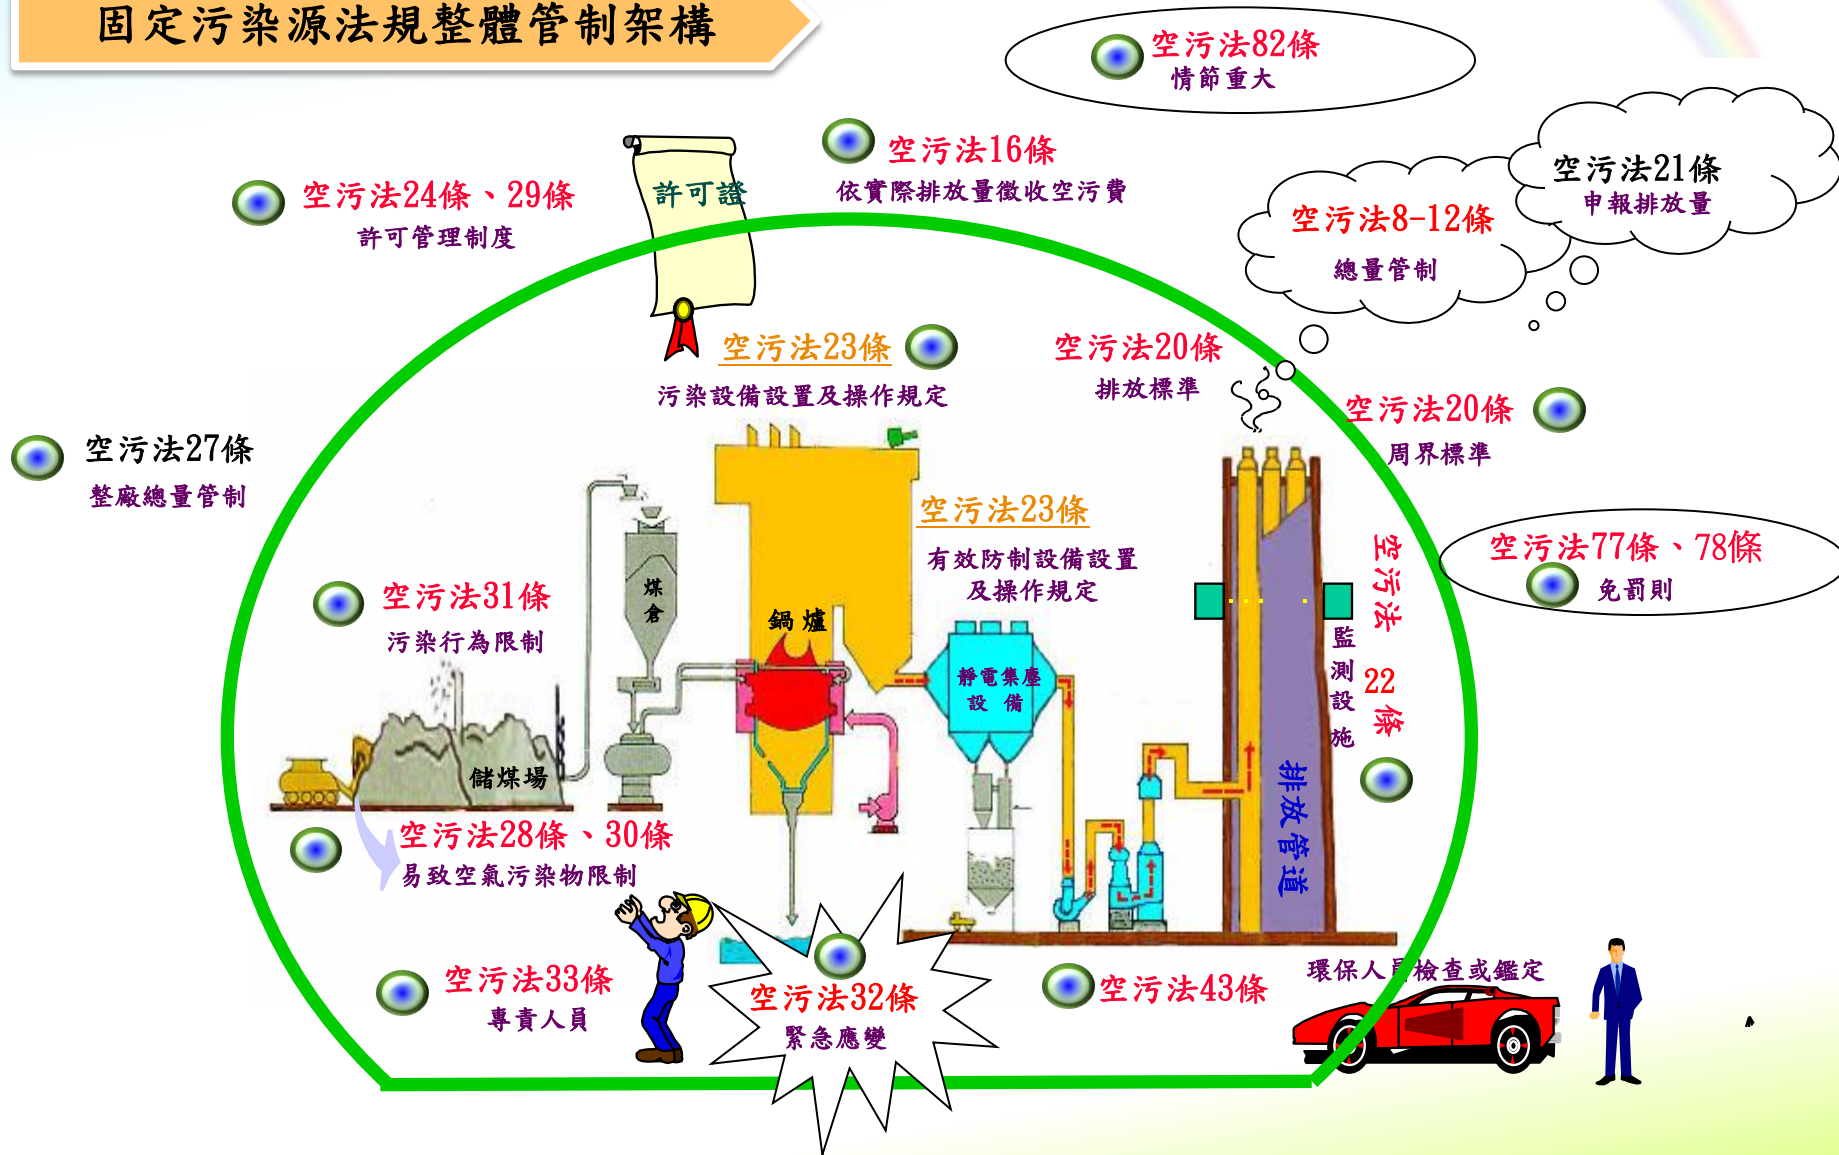 固定污染源法規整體管制架構
空污法82條
情節重大
空污法16條
依實際排放量徵收空污費
許可證
空污法24條、29條
許可管理制度
空污法21條
申報排放量
空污法8-12條
總量管制
空污法23條
污染設備設置及操作規定
空污法20條
排放標準
空污法20條
周界標準
空污法27條
整廠總量管制
空污法23條
有效防制設備設置
及操作規定
空污法77條、78條
免罰則
空污法31條
污染行為限制
煤
倉
鍋爐
靜電集塵
設備
空污法
22
條
監測設施
儲煤場
排放管道
空污法28條、30條
易致空氣污染物限制
空污法33條
專責人員
空污法32條
緊急應變
空污法43條
環保人員檢查或鑑定